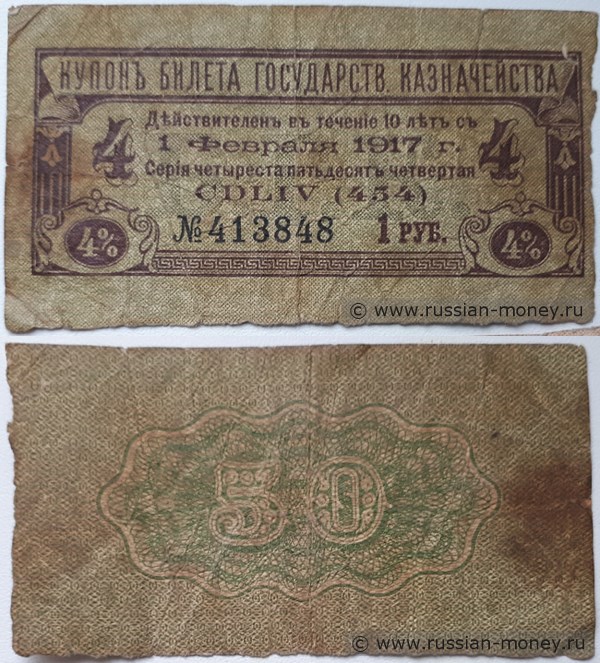 КУПОНЪ БИЛЕТА ГОСУДАРСТВ. КАЗНАЧЕЙСТВА
4 Дѣйствителенъ въ теченіе 10 лѣтъ съ 4
1 Февраля 1917 г.
Серія четыреста пятьдесятъ четвертая
CDLIV (454)
4% №413848 1 РУБ. 4%
© www.russian-money.ru
50
© www.russian-money.ru